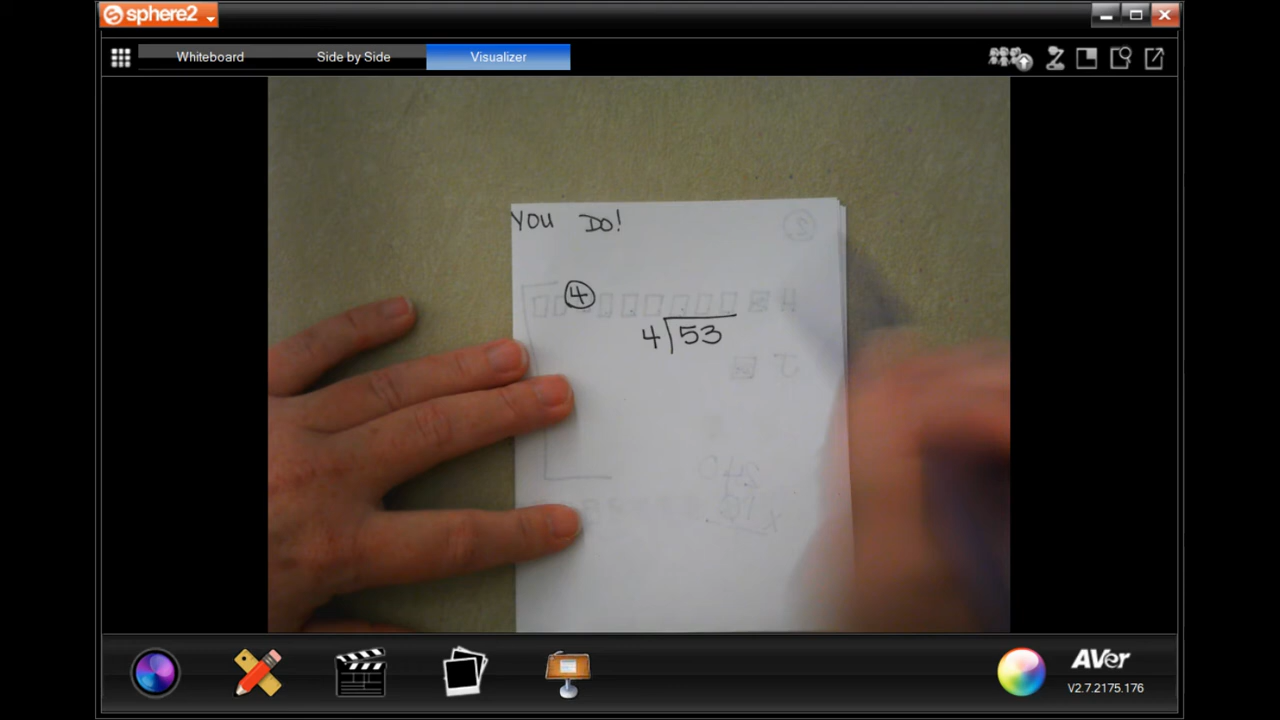 sphere2
Whiteboard Side by Side Visualizer
YOU DO!
4
4)53
AVer
V2.7.2175.176